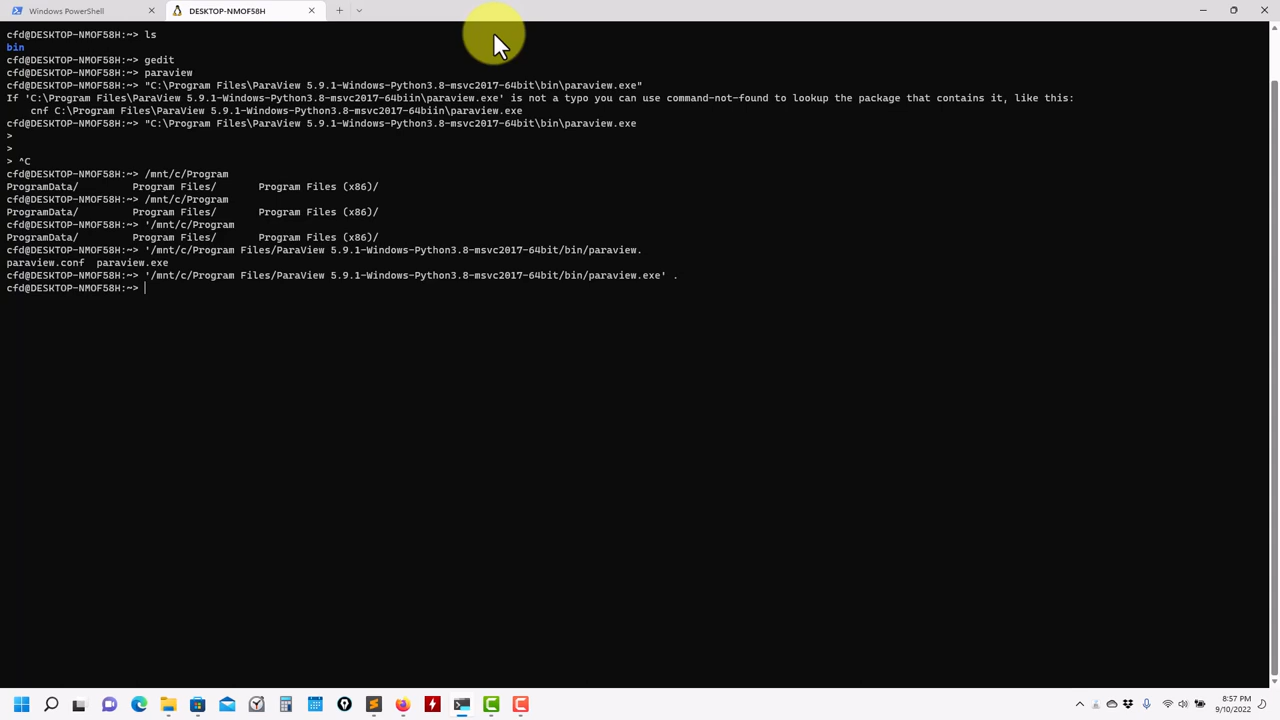 Windows PowerShell
DESKTOP-NMOF58H
cfd@DESKTOP-NMOF58H:~> ls
bin
cfd@DESKTOP-NMOF58H:~> gedit
cfd@DESKTOP-NMOF58H:~> paraview
cfd@DESKTOP-NMOF58H:~> "C:\Program Files\ParaView 5.9.1-Windows-Python3.8-msvc2017-64bit\bin\paraview.exe"
If 'C:\Program Files\ParaView 5.9.1-Windows-Python3.8-msvc2017-64biin\paraview.exe' is not a typo you can use command-not-found to lookup the package that contains it, like this:
cnf C:\Program Files\ParaView 5.9.1-Windows-Python3.8-msvc2017-64biin\paraview.exe
cfd@DESKTOP-NMOF58H:~> "C:\Program Files\ParaView 5.9.1-Windows-Python3.8-msvc2017-64bit\bin\paraview.exe
>
>
> ^C
cfd@DESKTOP-NMOF58H:~> /mnt/c/Program
ProgramData/ Program Files/ Program Files (x86)/
cfd@DESKTOP-NMOF58H:~> /mnt/c/Program
ProgramData/ Program Files/ Program Files (x86)/
cfd@DESKTOP-NMOF58H:~> '/mnt/c/Program
ProgramData/ Program Files/ Program Files (x86)/
cfd@DESKTOP-NMOF58H:~> '/mnt/c/Program Files/ParaView 5.9.1-Windows-Python3.8-msvc2017-64bit/bin/paraview.
paraview.conf paraview.exe
cfd@DESKTOP-NMOF58H:~> '/mnt/c/Program Files/ParaView 5.9.1-Windows-Python3.8-msvc2017-64bit/bin/paraview.exe' .
cfd@DESKTOP-NMOF58H:~>
8:57 PM
9/10/2022